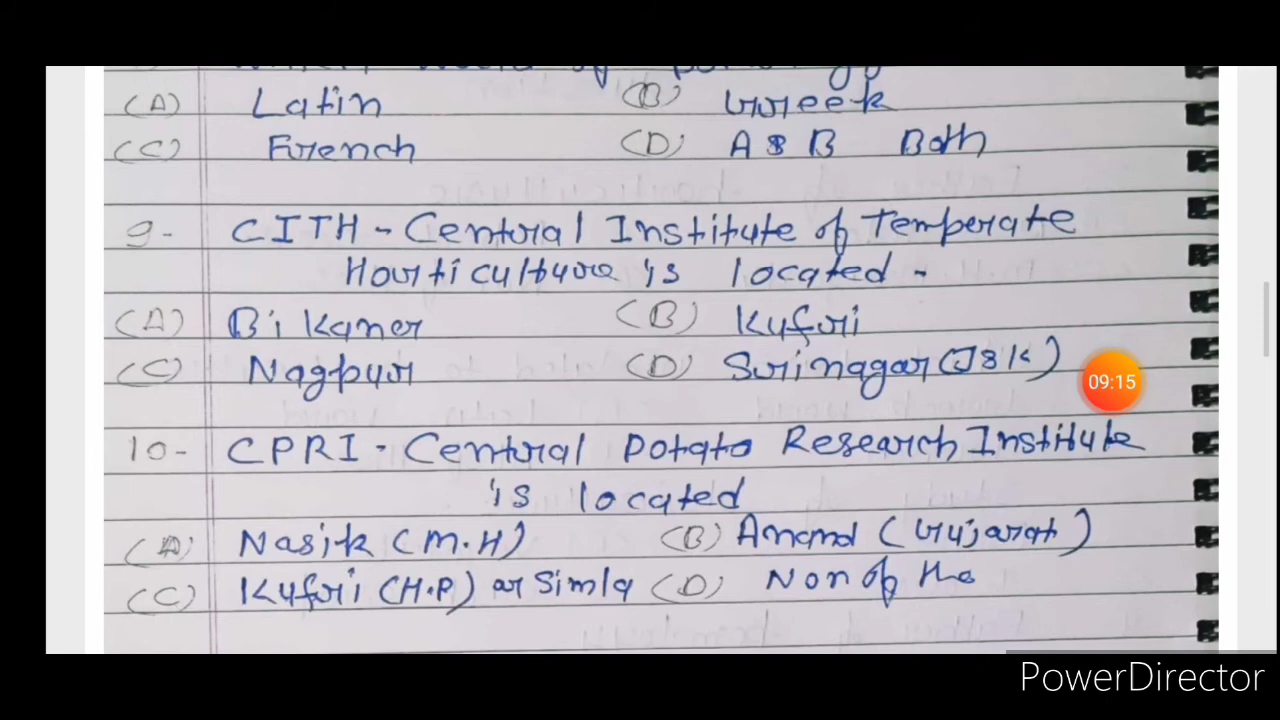 (A) Latin (B) Greek
(C) French (D) A & B Both
9- CITH - Central Institute of Temperate
Horticulture is located -
(A) Bikaner (B) Kufri
(C) Nagpur (D) Srinagar (J&K)
09:15
10- CPRI - Central Potato Research Institute
is located
(A) Nasik (M.H) (B) Anand (Gujarat)
(C) Kufri (H.P) or Simla (D) Non of the
PowerDirector